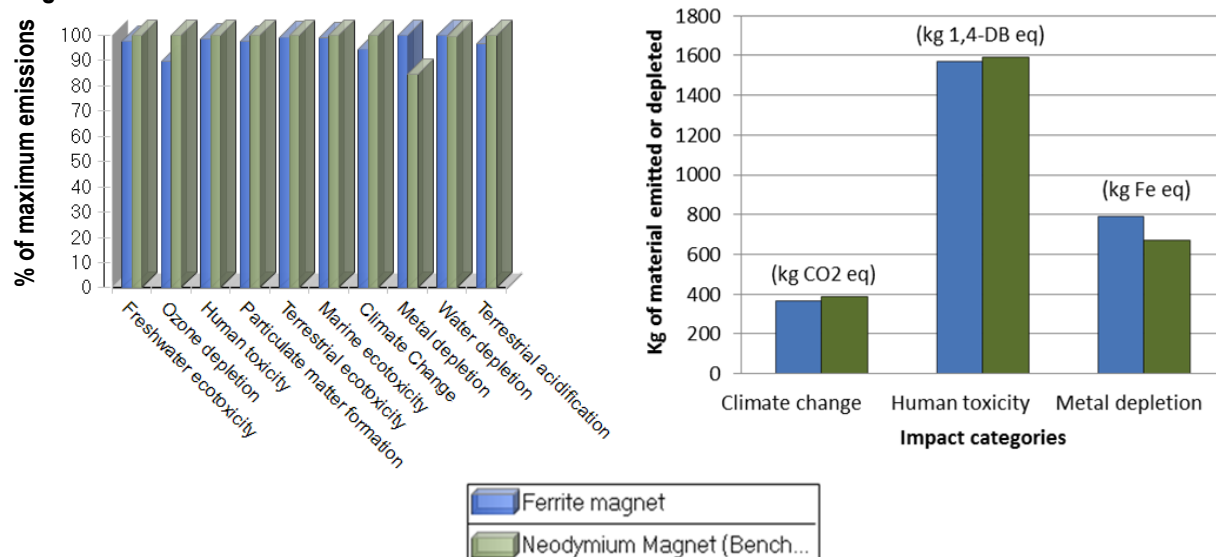 % of maximum emissions
100
90
80
70
60
50
40
30
20
10
0
Freshwater ecotoxicity
Ozone depletion
Human toxicity
Particulate matter formation
Terrestrial ecotoxicity
Marine ecotoxicity
Climate Change
Metal depletion
Water depletion
Terrestrial acidification
Kg of material emitted or depleted
1800
1600
1400
1200
1000
800
600
400
200
0
(kg CO2 eq)
(kg 1,4-DB eq)
(kg Fe eq)
Climate change
Human toxicity
Metal depletion
Impact categories
Ferrite magnet
Neodymium Magnet (Bench...